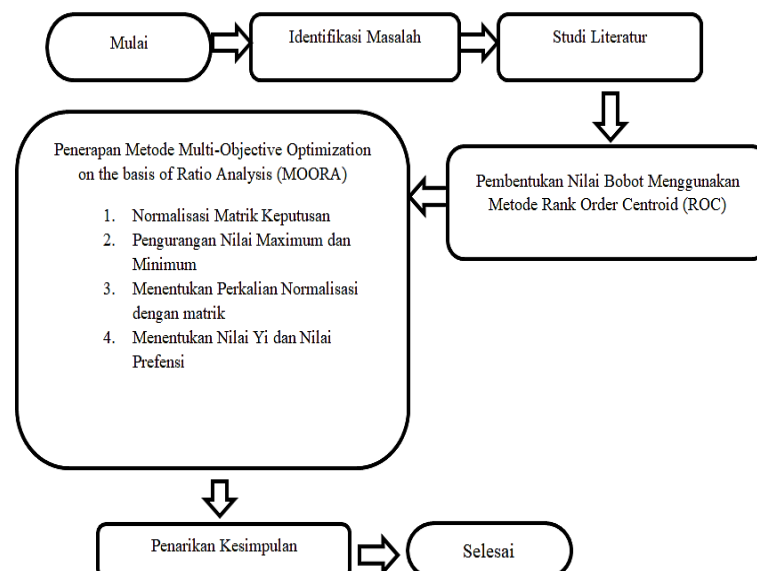 Mulai
Identifikasi Masalah
Studi Literatur
Pembentukan Nilai Bobot Menggunakan
Metode Rank Order Centroid (ROC)
Penerapan Metode Multi-Objective Optimization
on the basis of Ratio Analysis (MOORA)
1. Normalisasi Matrik Keputusan
2. Pengurangan Nilai Maximum dan
Minimum
3. Menentukan Perkalian Normalisasi
dengan matrik
4. Menentukan Nilai Yi dan Nilai
Prefensi
Penarikan Kesimpulan
Selesai